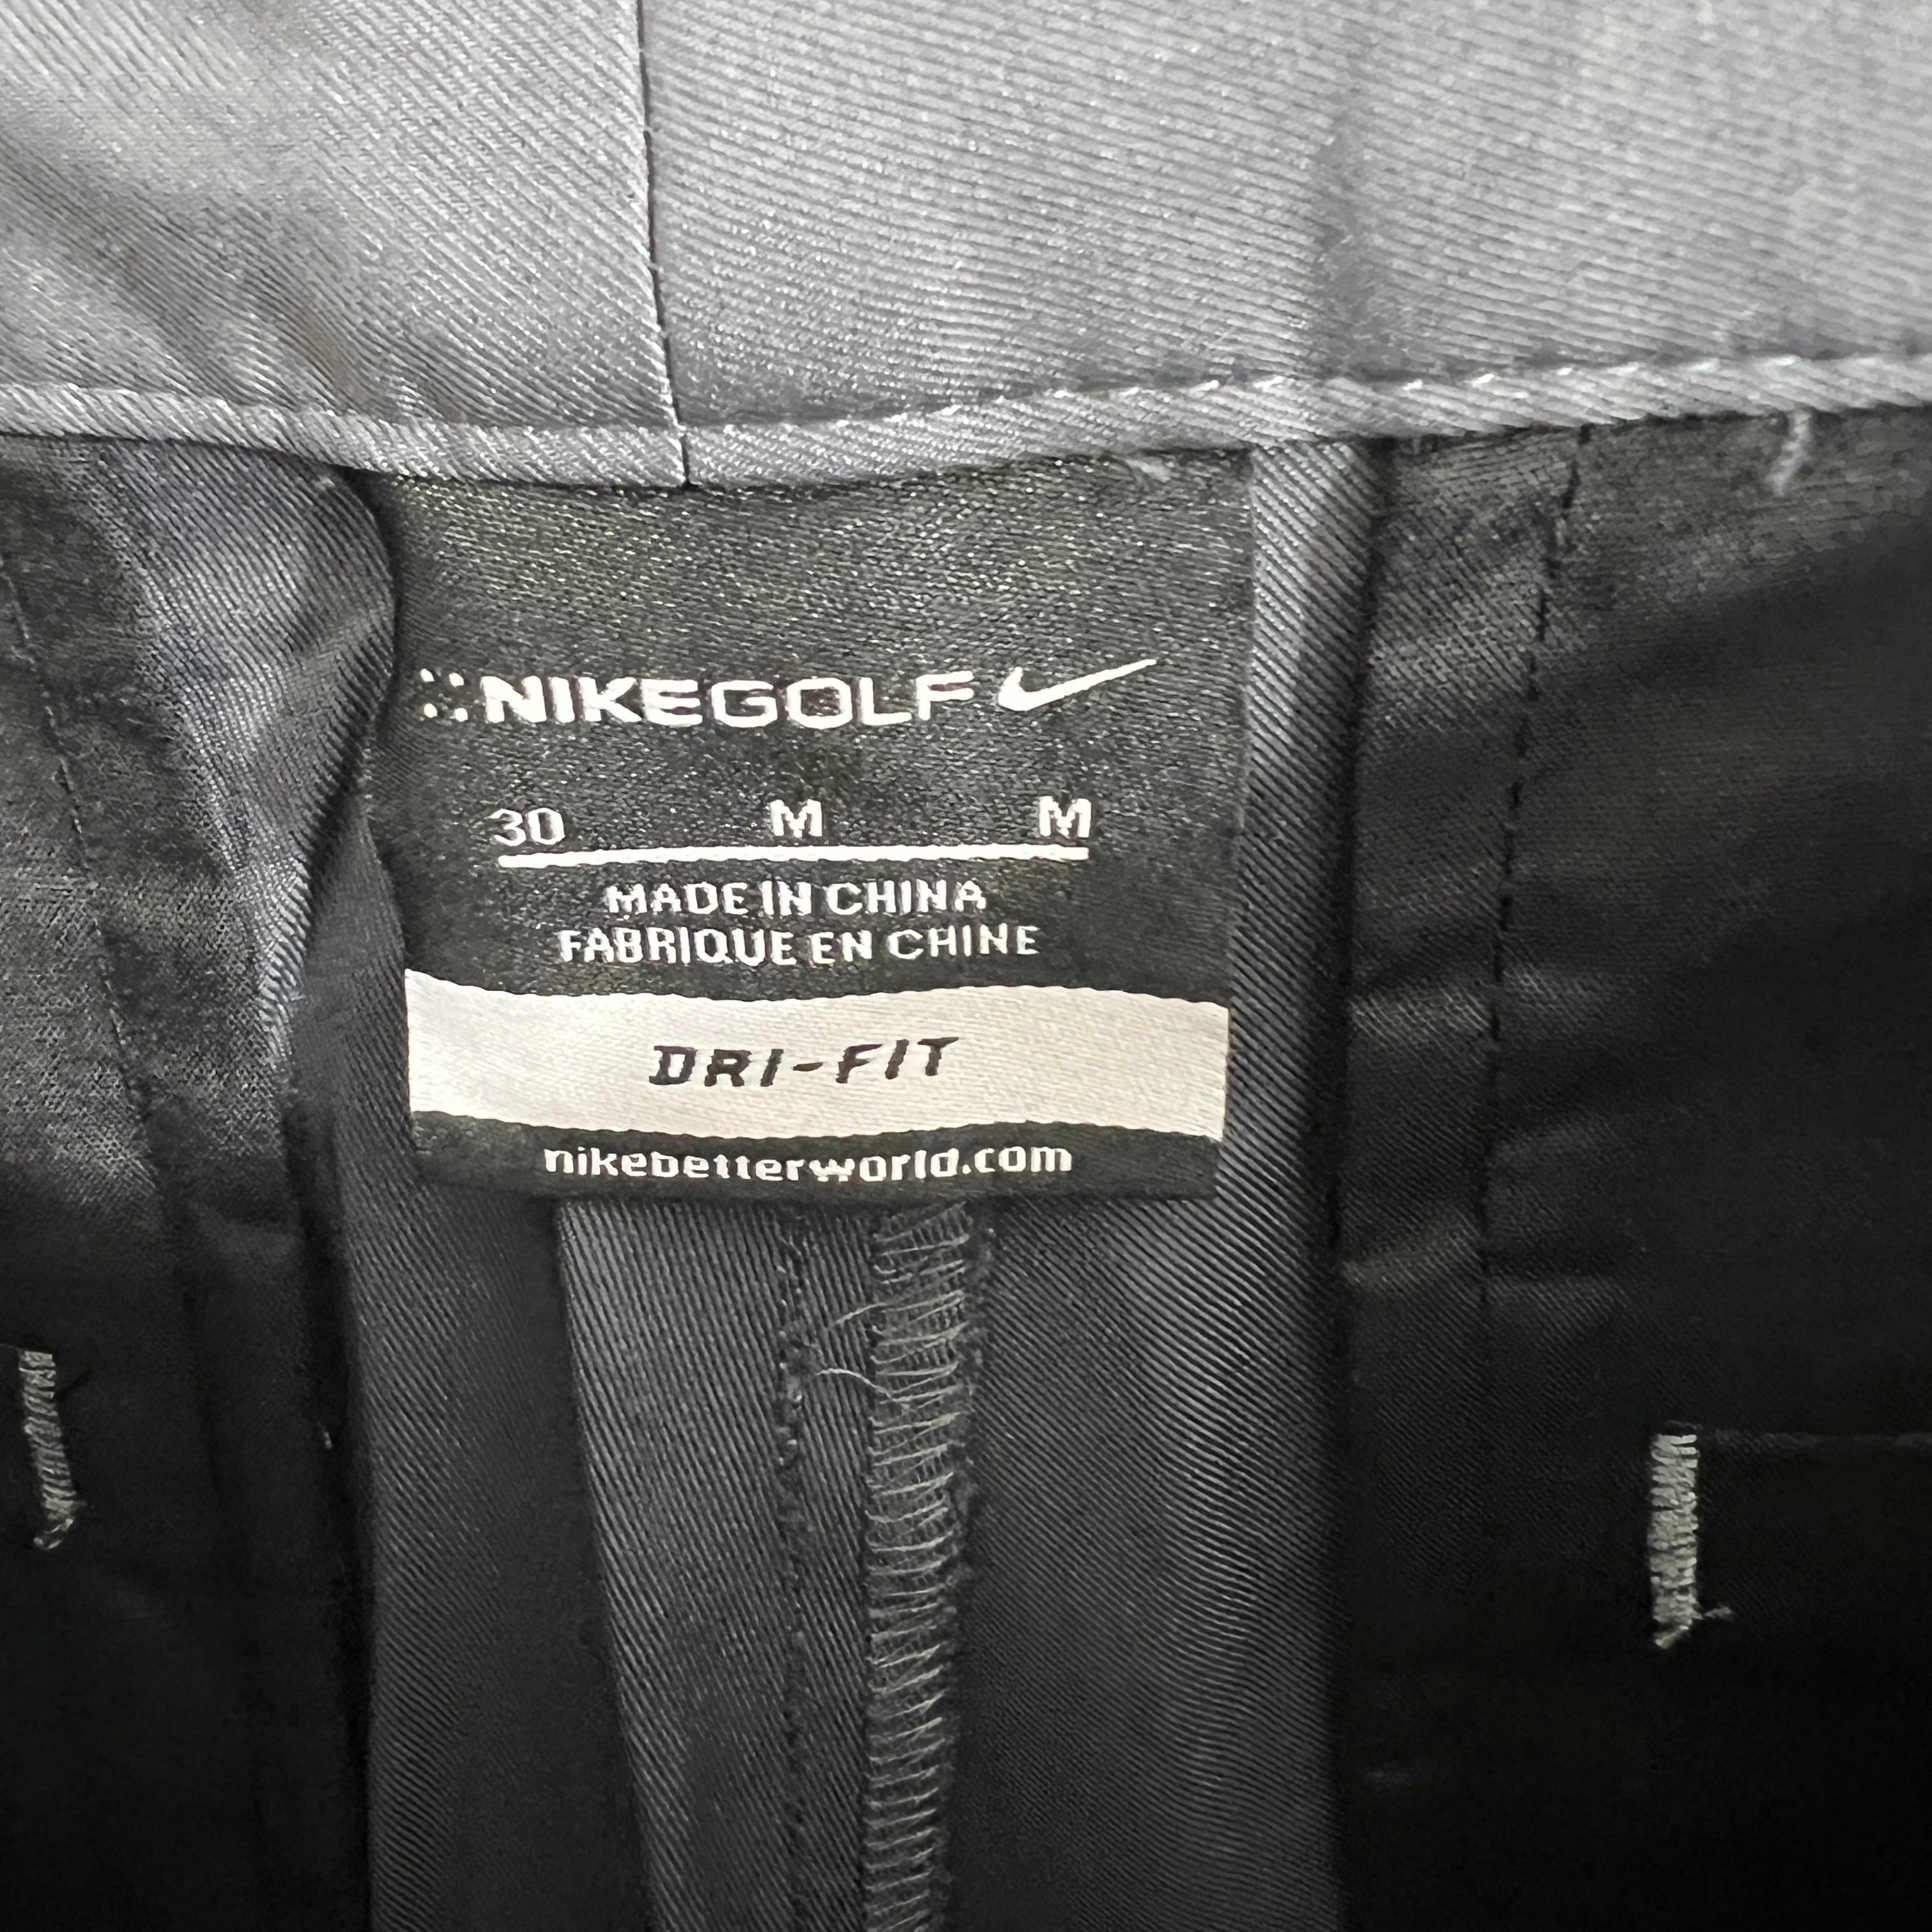 NIKEGOLF
30 M M
MADE IN CHINA
FABRIQUE EN CHINE
DRI-FIT
nikebetterworld.com